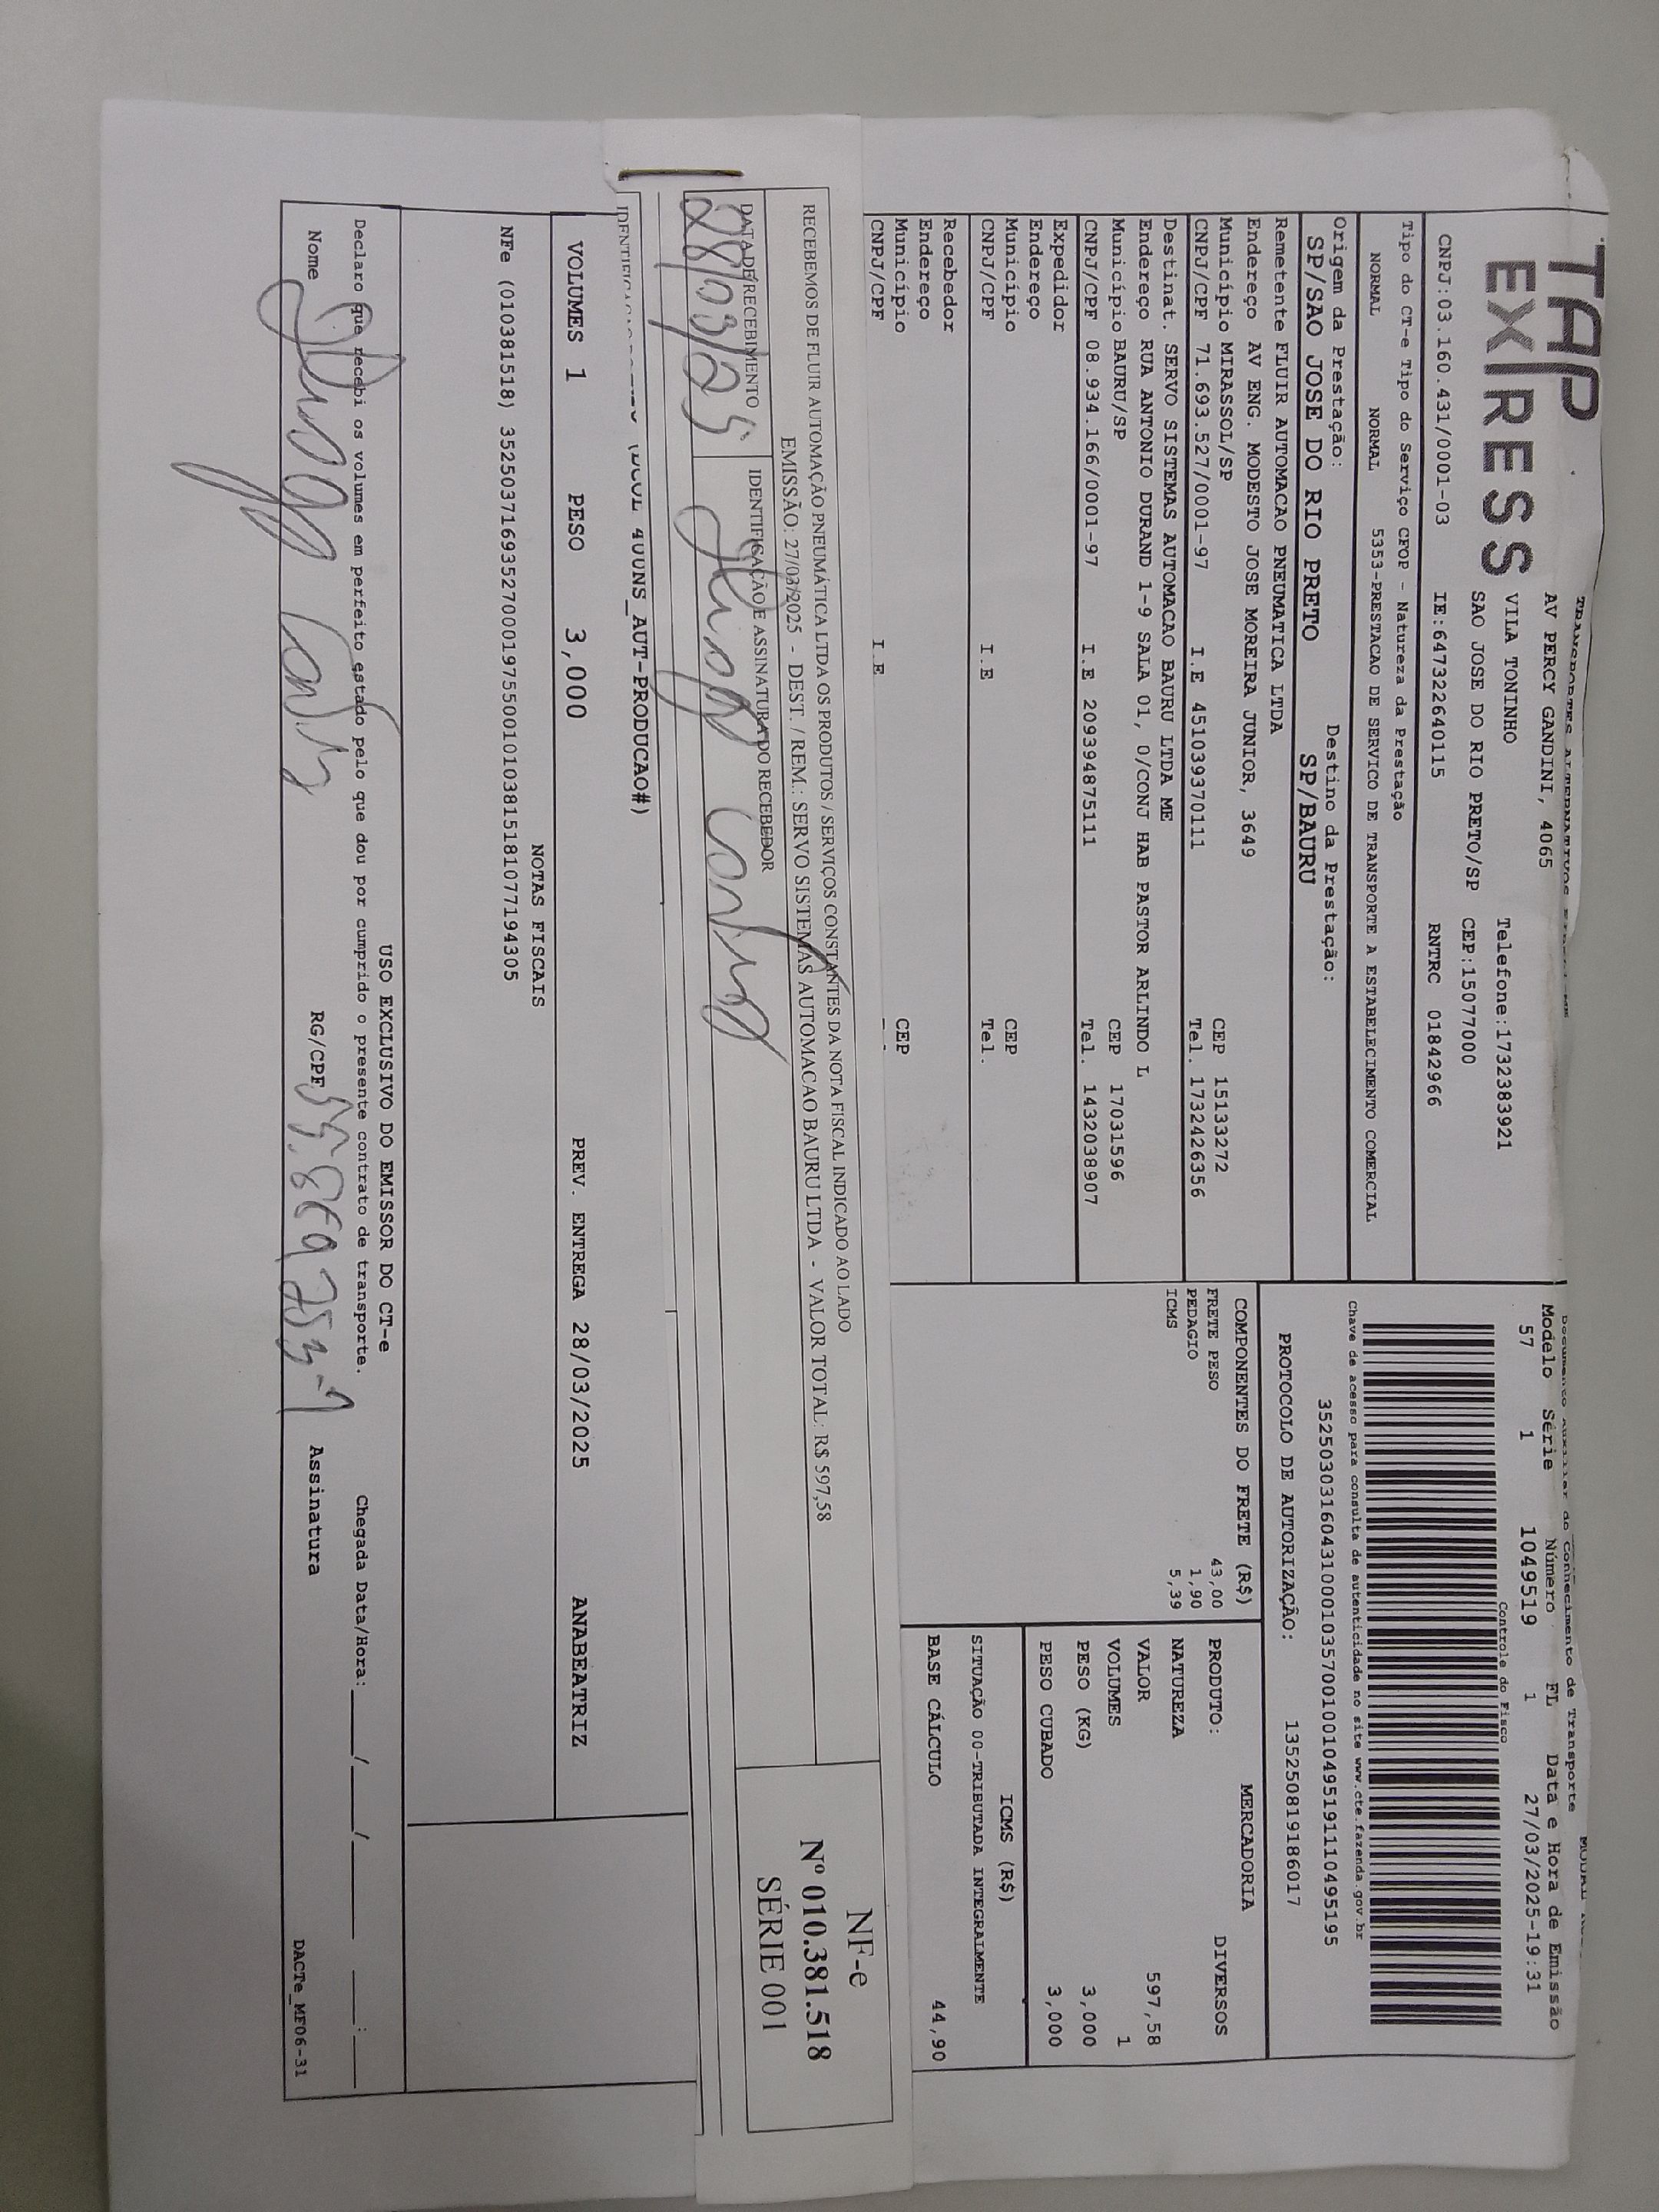 TAP
EXPRESS
AV PERCY GANDINI, 4065
VILA TONINHO
Telefone:1732383921
SAO JOSE DO RIO PRETO/SP
CEP:15077000
CNPJ:03.160.431/0001-03
IE:647322640115
RNTRC 01842966
Documento Auxiliar do Conhecimento de Transporte
Modelo Série Número FL Data e Hora de Emissão
57 1 1049519 1 27/03/2025-19:31
Controle do Fisco
Chave de acesso para consulta de autenticidade no site www.cte.fazenda.gov.br
35250303160431000103570010010495191110495195
PROTOCOLO DE AUTORIZAÇÃO: 135250819186017
Tipo do CT-e Tipo do Serviço CFOP - Natureza da Prestação
NORMAL NORMAL 5353-PRESTACAO DE SERVICO DE TRANSPORTE A ESTABELECIMENTO COMERCIAL
Origem da Prestação: Destino da Prestação:
SP/SAO JOSE DO RIO PRETO SP/BAURU
Remetente FLUIR AUTOMACAO PNEUMATICA LTDA
Endereço AV ENG. MODESTO JOSE MOREIRA JUNIOR, 3649
Município MIRASSOL/SP CEP 15133272
CNPJ/CPF 71.693.527/0001-97 I.E 451039370111 Tel. 1732426356
Destinat. SERVO SISTEMAS AUTOMACAO BAURU LTDA ME
Endereço RUA ANTONIO DURAND 1-9 SALA 01, 0/CONJ HAB PASTOR ARLINDO L
Município BAURU/SP CEP 17031596
CNPJ/CPF 08.934.166/0001-97 I.E 209394875111 Tel. 1432038907
Expedidor
Endereço
Município CEP
CNPJ/CPF I.E Tel.
Recebedor
Endereço
Município CEP
CNPJ/CPF I.E
COMPONENTES DO FRETE (R$)
FRETE PESO 43,00
PEDAGIO 1,90
ICMS 5,39
MERCADORIA
PRODUTO: DIVERSOS
NATUREZA
VALOR 597,58
VOLUMES 1
PESO (KG) 3,000
PESO CUBADO 3,000
ICMS (R$)
SITUAÇÃO 00-TRIBUTADA INTEGRALMENTE
BASE CÁLCULO 44,90
RECEBEMOS DE FLUIR AUTOMAÇÃO PNEUMÁTICA LTDA OS PRODUTOS / SERVIÇOS CONSTANTES DA NOTA FISCAL INDICADO AO LADO
EMISSÃO: 27/03/2025 - DEST. / REM.: SERVO SISTEMAS AUTOMACAO BAURU LTDA - VALOR TOTAL: R$ 597,58
DATA DE RECEBIMENTO
IDENTIFICAÇÃO E ASSINATURA DO RECEBEDOR
28/03/25
NF-e
Nº 010.381.518
SÉRIE 001
400NS_AUT-PRODUCAO#)
VOLUMES 1 PESO 3,000 PREV. ENTREGA 28/03/2025 ANABEATRIZ
NOTAS FISCAIS
NFe (010381518) 35250371693527000197550010103815181077194305
USO EXCLUSIVO DO EMISSOR DO CT-e
Declaro que recebi os volumes em perfeito estado pelo que dou por cumprido o presente contrato de transporte. Chegada Data/Hora: ___/___/___ ___:___
Nome RG/CPF Assinatura
DACTe_MF06-31